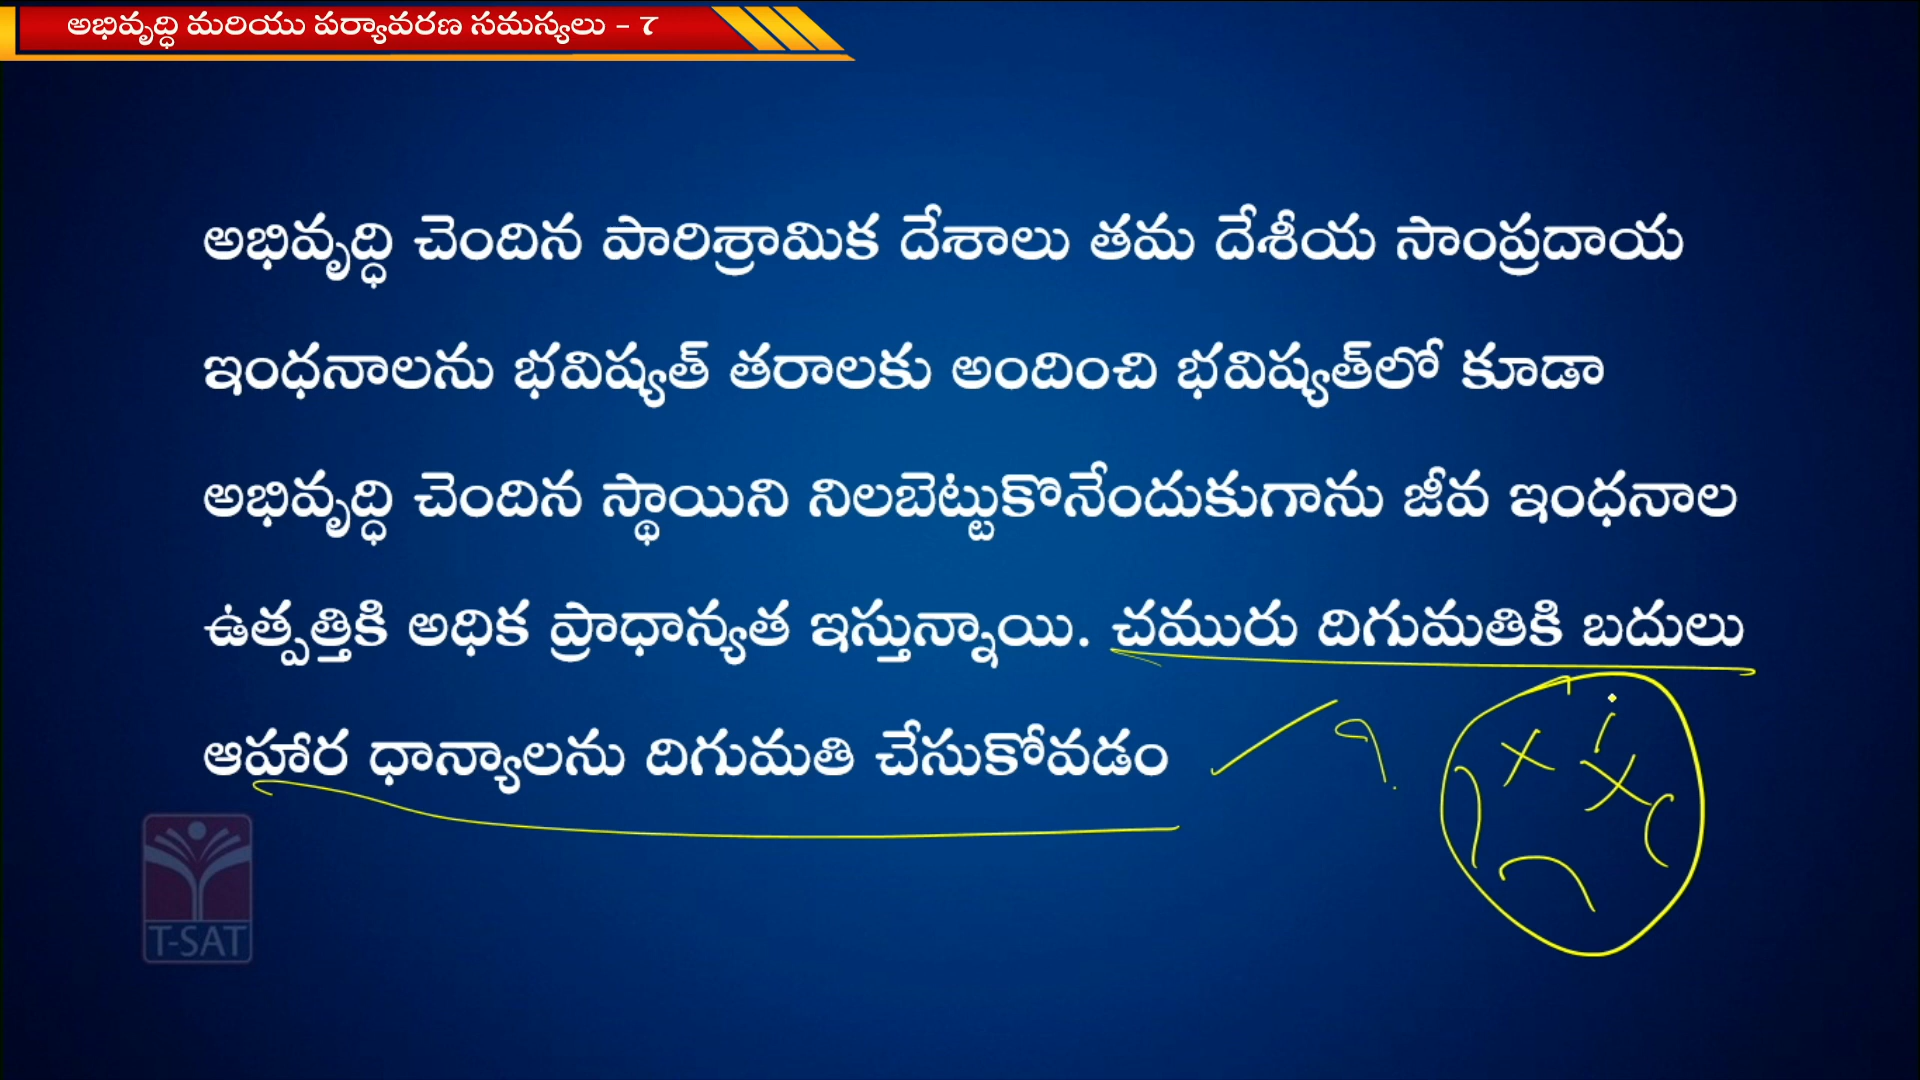 అభివృద్ధి మరియు పర్యావరణ సమస్యలు - 7
అభివృద్ధి చెందిన పారిశ్రామిక దేశాలు తమ దేశీయ సాంప్రదాయ
ఇంధనాలను భవిష్యత్ తరాలకు అందించి భవిష్యత్‌లో కూడా
అభివృద్ధి చెందిన స్థాయిని నిలబెట్టుకొనేందుకుగాను జీవ ఇంధనాల
ఉత్పత్తికి అధిక ప్రాధాన్యత ఇస్తున్నాయి. చమురు దిగుమతికి బదులు
ఆహార ధాన్యాలను దిగుమతి చేసుకోవడం
T-SAT